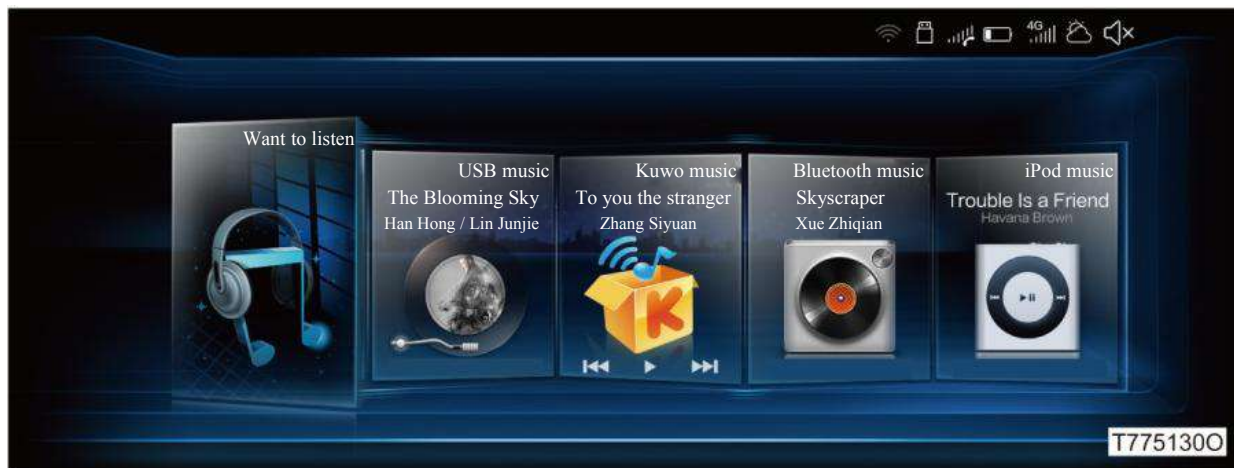 4G
Want to listen
USB music
The Blooming Sky
Han Hong / Lin Junjie
Kuwo music
To you the stranger
Zhang Siyuan
K
Bluetooth music
Skyscraper
Xue Zhiqian
iPod music
Trouble Is a Friend
Havana Brown
T775130O